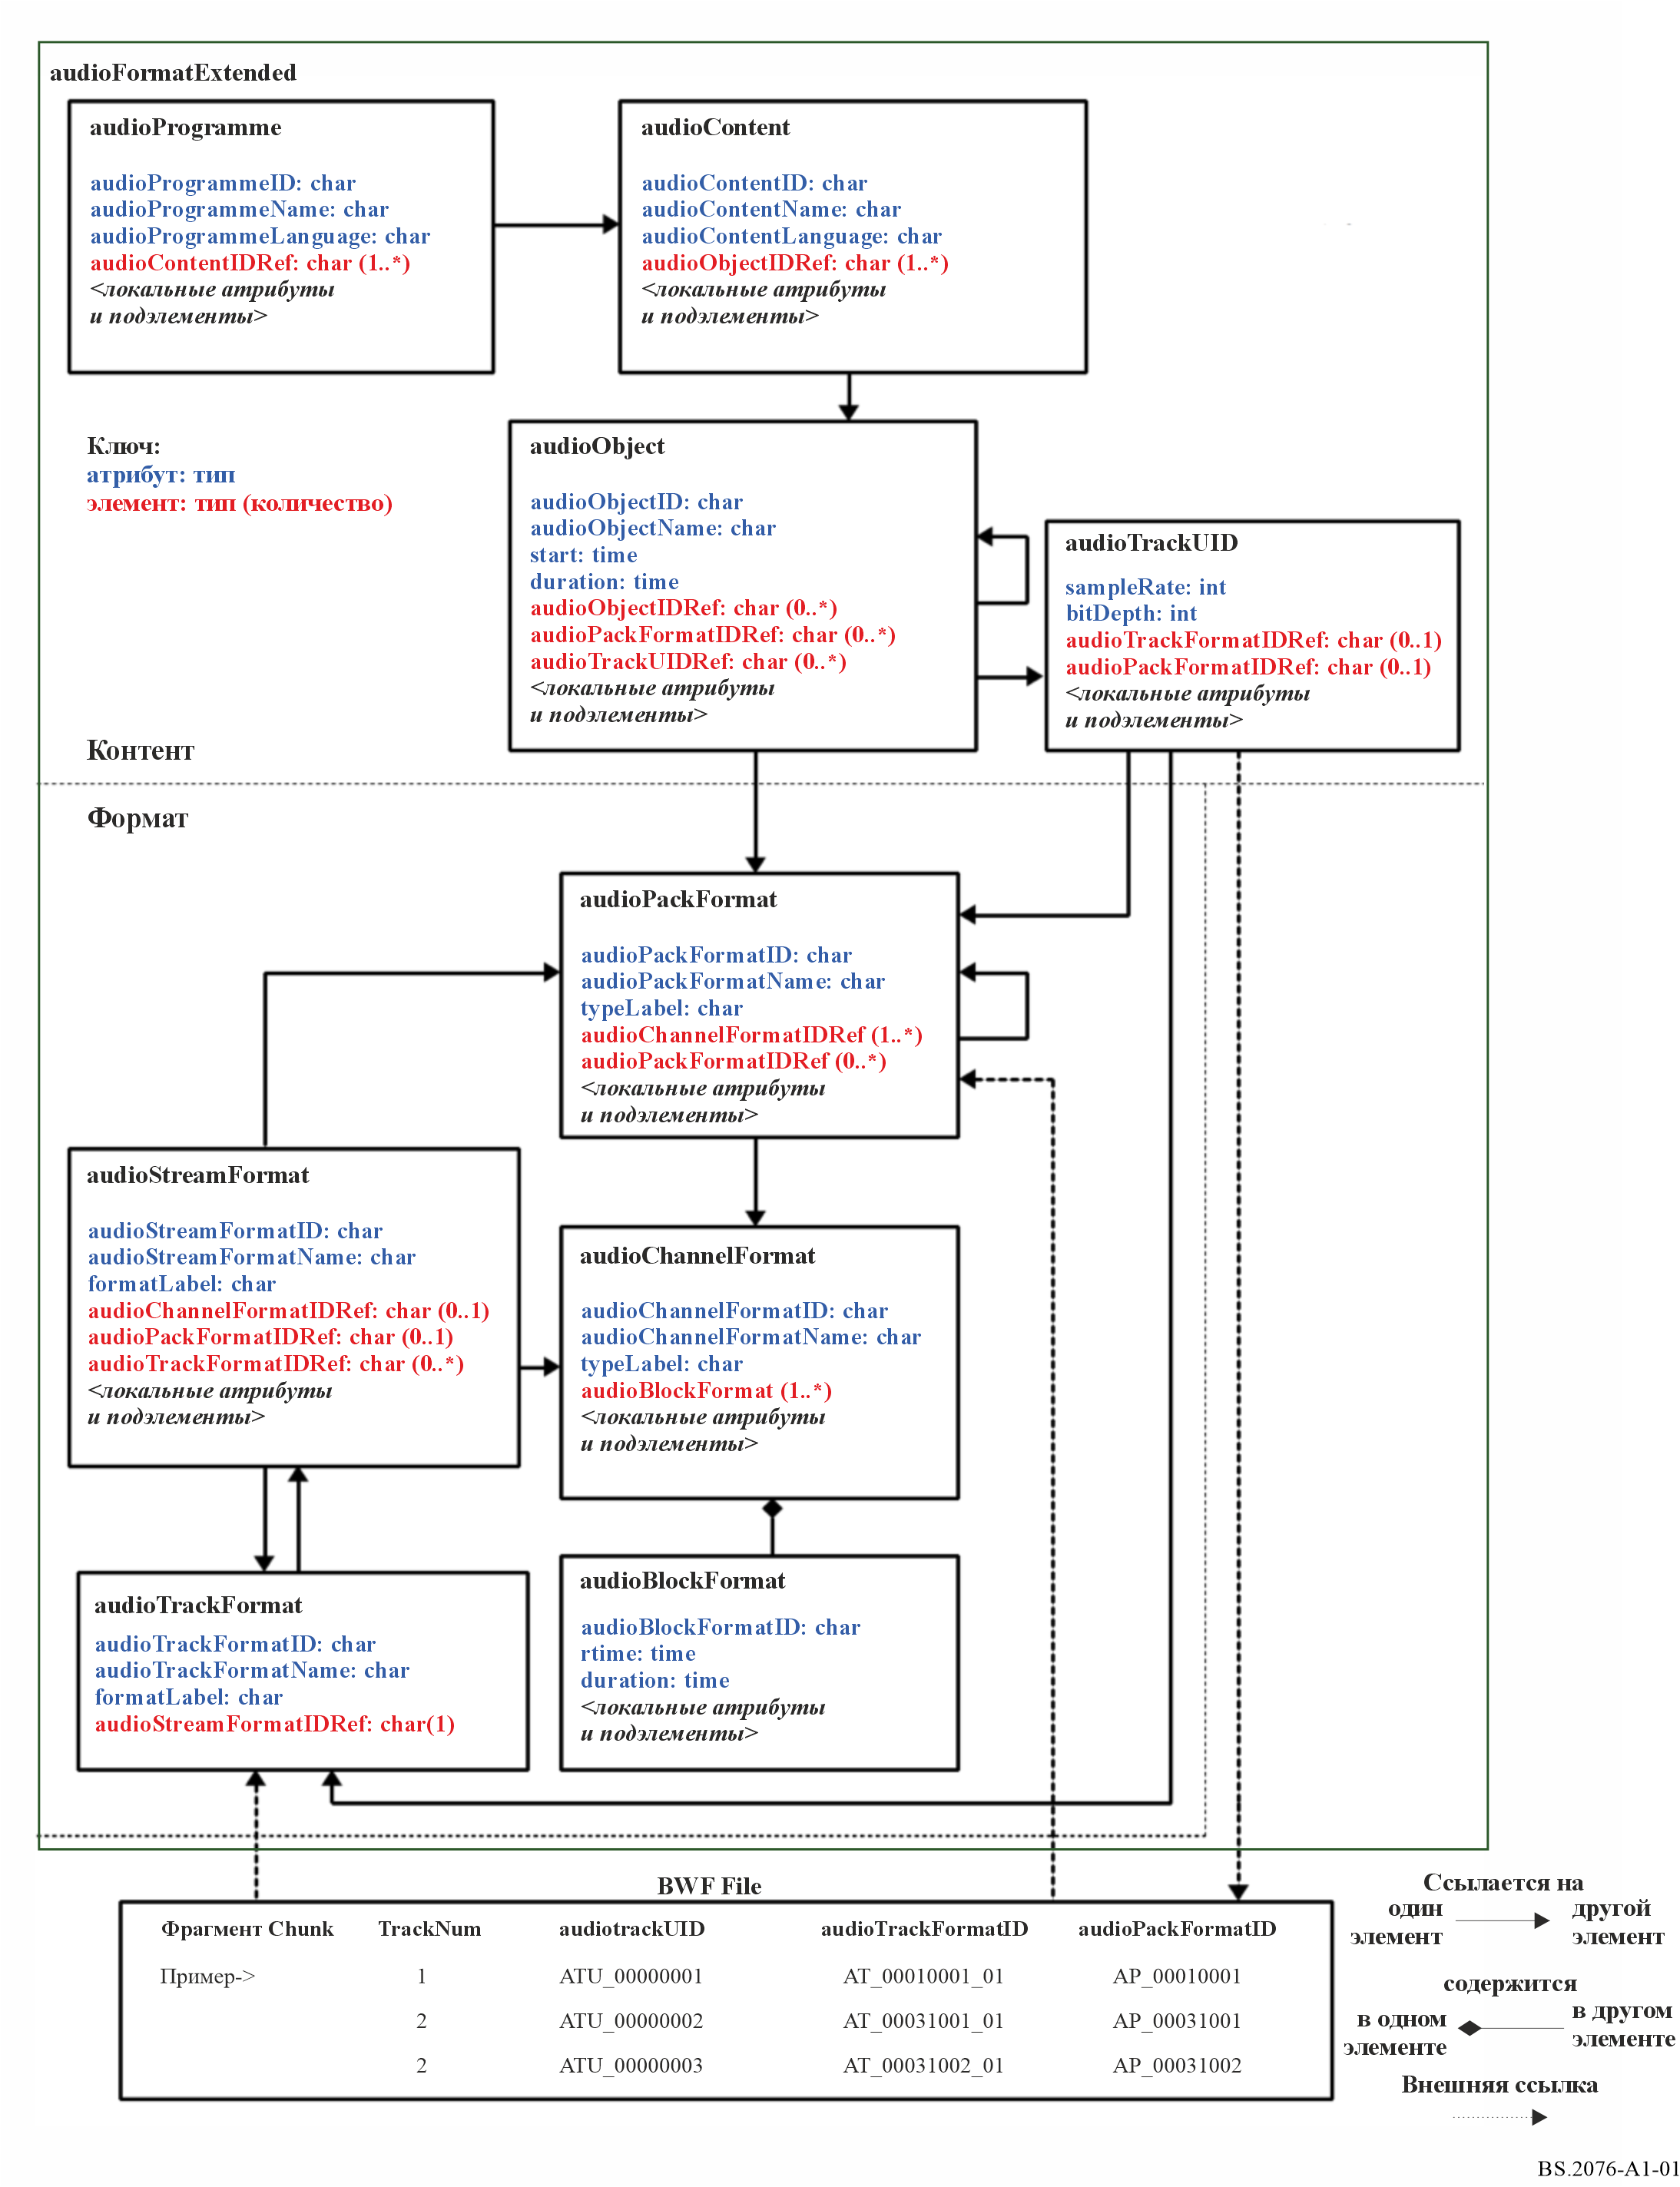 audioFormatExtended
audioProgramme
audioProgrammeID: char
audioProgrammeName: char
audioProgrammeLanguage: char
audioContentIDRef: char (1..*)
<локальные атрибуты
и подэлементы>
audioContent
audioContentID: char
audioContentName: char
audioContentLanguage: char
audioObjectIDRef: char (1..*)
<локальные атрибуты
и подэлементы>
Ключ:
атрибут: тип
элемент: тип (количество)
audioObject
audioObjectID: char
audioObjectName: char
start: time
duration: time
audioObjectIDRef: char (0..*)
audioPackFormatIDRef: char (0..*)
audioTrackUIDRef: char (0..*)
<локальные атрибуты
и подэлементы>
audioTrackUID
sampleRate: int
bitDepth: int
audioTrackFormatIDRef: char (0..1)
audioPackFormatIDRef: char (0..1)
<локальные атрибуты
и подэлементы>
Контент
Формат
audioPackFormat
audioPackFormatID: char
audioPackFormatName: char
typeLabel: char
audioChannelFormatIDRef (1..*)
audioPackFormatIDRef (0..*)
<локальные атрибуты
и подэлементы>
audioStreamFormat
audioStreamFormatID: char
audioStreamFormatName: char
formatLabel: char
audioChannelFormatIDRef: char (0..1)
audioPackFormatIDRef: char (0..1)
audioTrackFormatIDRef: char (0..*)
<локальные атрибуты
и подэлементы>
audioChannelFormat
audioChannelFormatID: char
audioChannelFormatName: char
typeLabel: char
audioBlockFormat (1..*)
<локальные атрибуты
и подэлементы>
audioTrackFormat
audioTrackFormatID: char
audioTrackFormatName: char
formatLabel: char
audioStreamFormatIDRef: char(1)
audioBlockFormat
audioBlockFormatID: char
rtime: time
duration: time
<локальные атрибуты
и подэлементы>
BWF File
Фрагмент Chunk TrackNum audiotrackUID audioTrackFormatID audioPackFormatID
Пример-> 1 ATU_00000001 AT_00010001_01 AP_00010001
2 ATU_00000002 AT_00031001_01 AP_00031001
2 ATU_00000003 AT_00031002_01 AP_00031002
Ссылается на
один другой
элемент элемент
содержится
в одном в другом
элементе элементе
Внешняя ссылка
BS.2076-A1-01